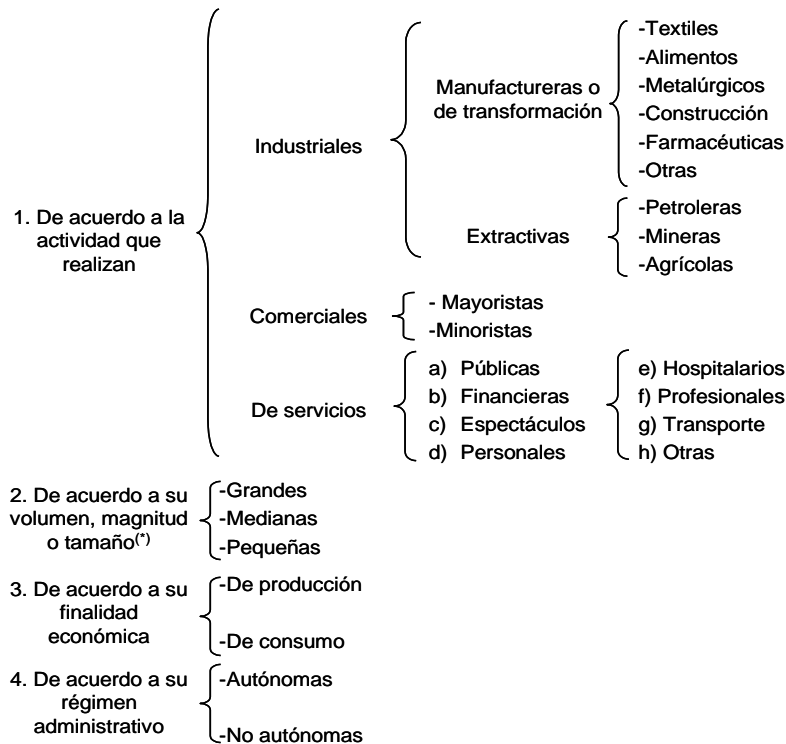 1. De acuerdo a la
actividad que
realizan
Industriales
Manufactureras o
de transformación
-Textiles
-Alimentos
-Metalúrgicos
-Construcción
-Farmacéuticas
-Otras
Extractivas
-Petroleras
-Mineras
-Agrícolas
Comerciales
- Mayoristas
-Minoristas
De servicios
a) Públicas
b) Financieras
c) Espectáculos
d) Personales
e) Hospitalarios
f) Profesionales
g) Transporte
h) Otras
2. De acuerdo a su
volumen, magnitud
o tamaño(*)
-Grandes
-Medianas
-Pequeñas
3. De acuerdo a su
finalidad
económica
-De producción
-De consumo
4. De acuerdo a su
régimen
administrativo
-Autónomas
-No autónomas